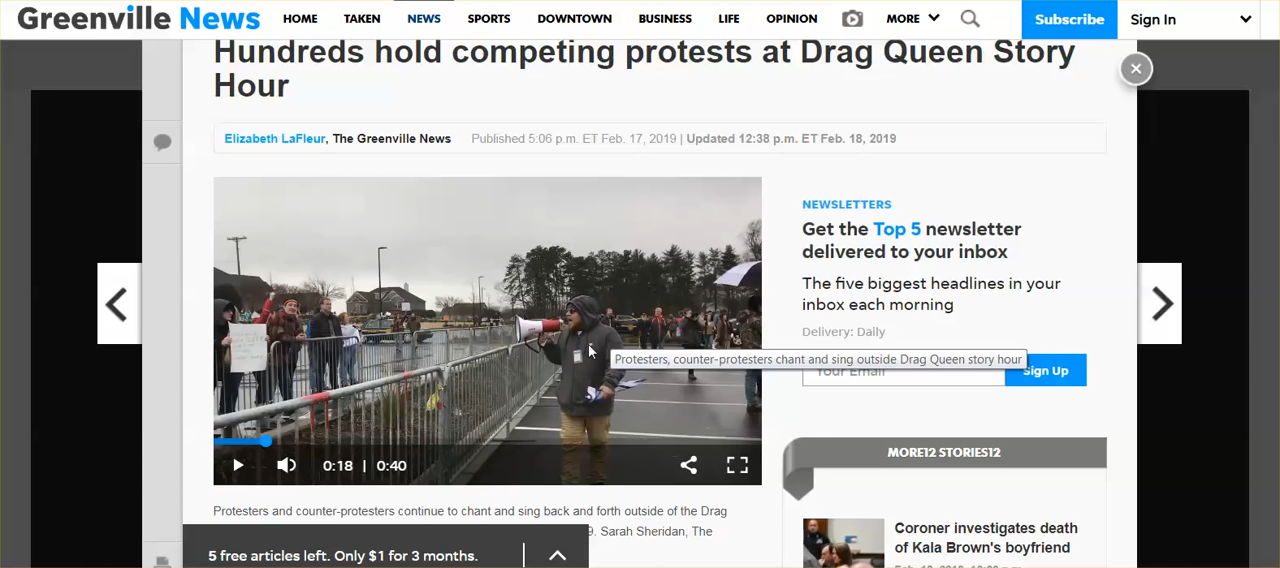 Greenville News
HOME TAKEN NEWS SPORTS DOWNTOWN BUSINESS LIFE OPINION MORE Subscribe Sign In
Hundreds hold competing protests at Drag Queen Story
Hour
Elizabeth LaFleur, The Greenville News Published 5:06 p.m. ET Feb. 17, 2019 | Updated 12:38 p.m. ET Feb. 18, 2019
NEWSLETTERS
Get the Top 5 newsletter
delivered to your inbox
The five biggest headlines in your
inbox each morning
Delivery: Daily
Protesters, counter-protesters chant and sing outside Drag Queen story hour
Your Email Sign Up
0:18 | 0:40
MORE12 STORIES12
Protesters and counter-protesters continue to chant and sing back and forth outside of the Drag
9. Sarah Sheridan, The
Coroner investigates death
of Kala Brown's boyfriend
5 free articles left. Only $1 for 3 months.